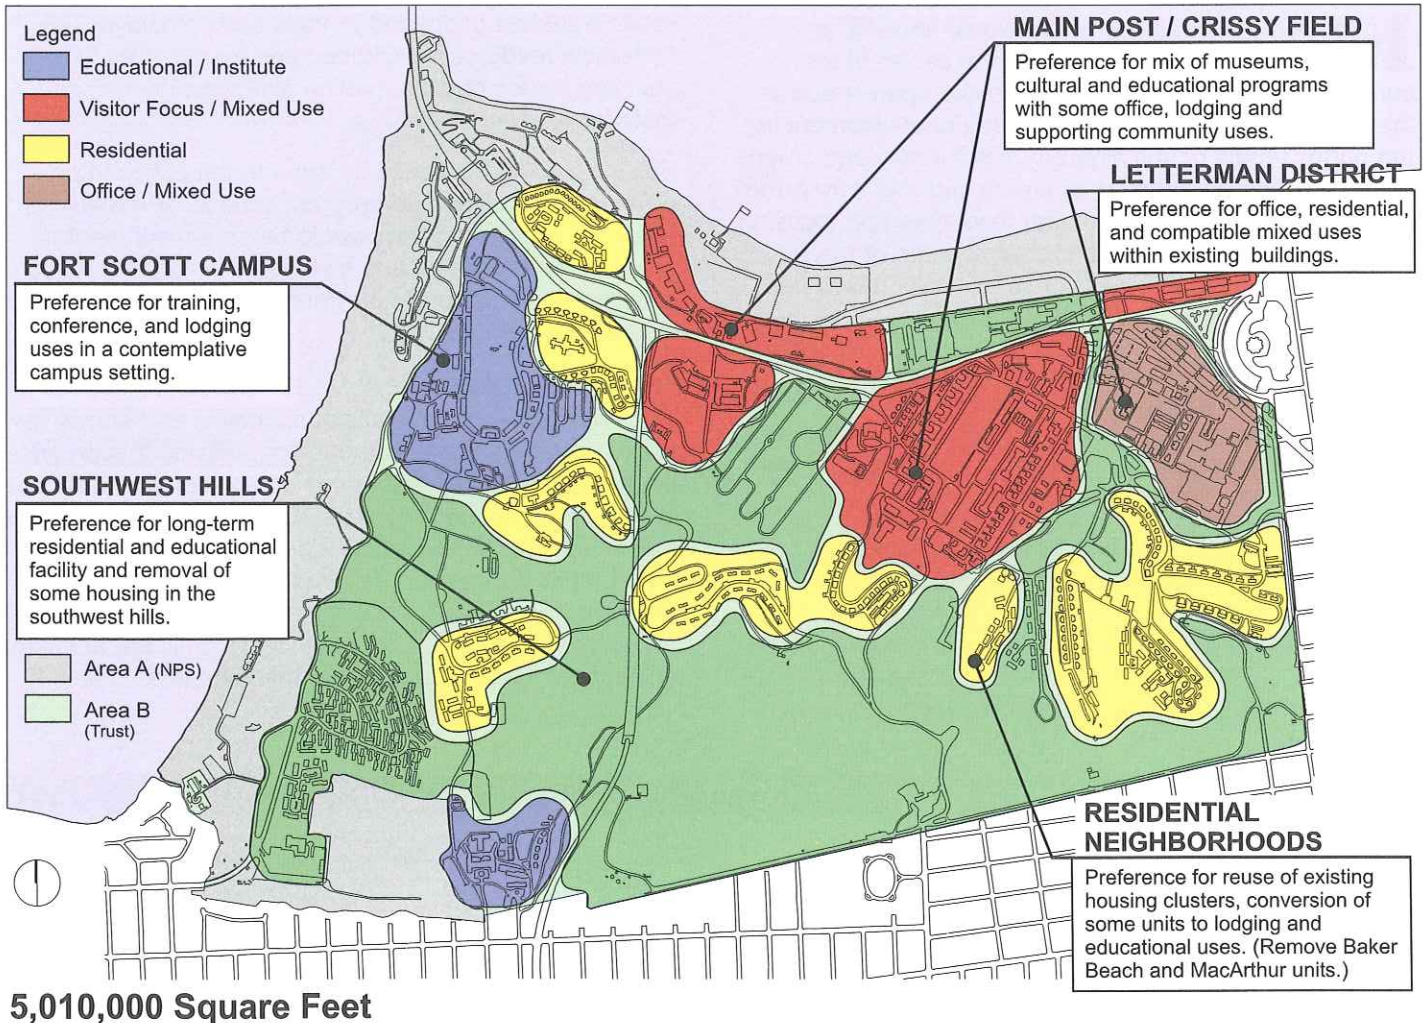 Legend
Educational / Institute
Visitor Focus / Mixed Use
Residential
Office / Mixed Use
MAIN POST / CRISSY FIELD
Preference for mix of museums,
cultural and educational programs
with some office, lodging and
supporting community uses.
LETTERMAN DISTRICT
Preference for office, residential,
and compatible mixed uses
within existing buildings.
FORT SCOTT CAMPUS
Preference for training,
conference, and lodging
uses in a contemplative
campus setting.
SOUTHWEST HILLS
Preference for long-term
residential and educational
facility and removal of
some housing in the
southwest hills.
Area A (NPS)
Area B
(Trust)
RESIDENTIAL
NEIGHBORHOODS
Preference for reuse of existing
housing clusters, conversion of
some units to lodging and
educational uses. (Remove Baker
Beach and MacArthur units.)
5,010,000 Square Feet